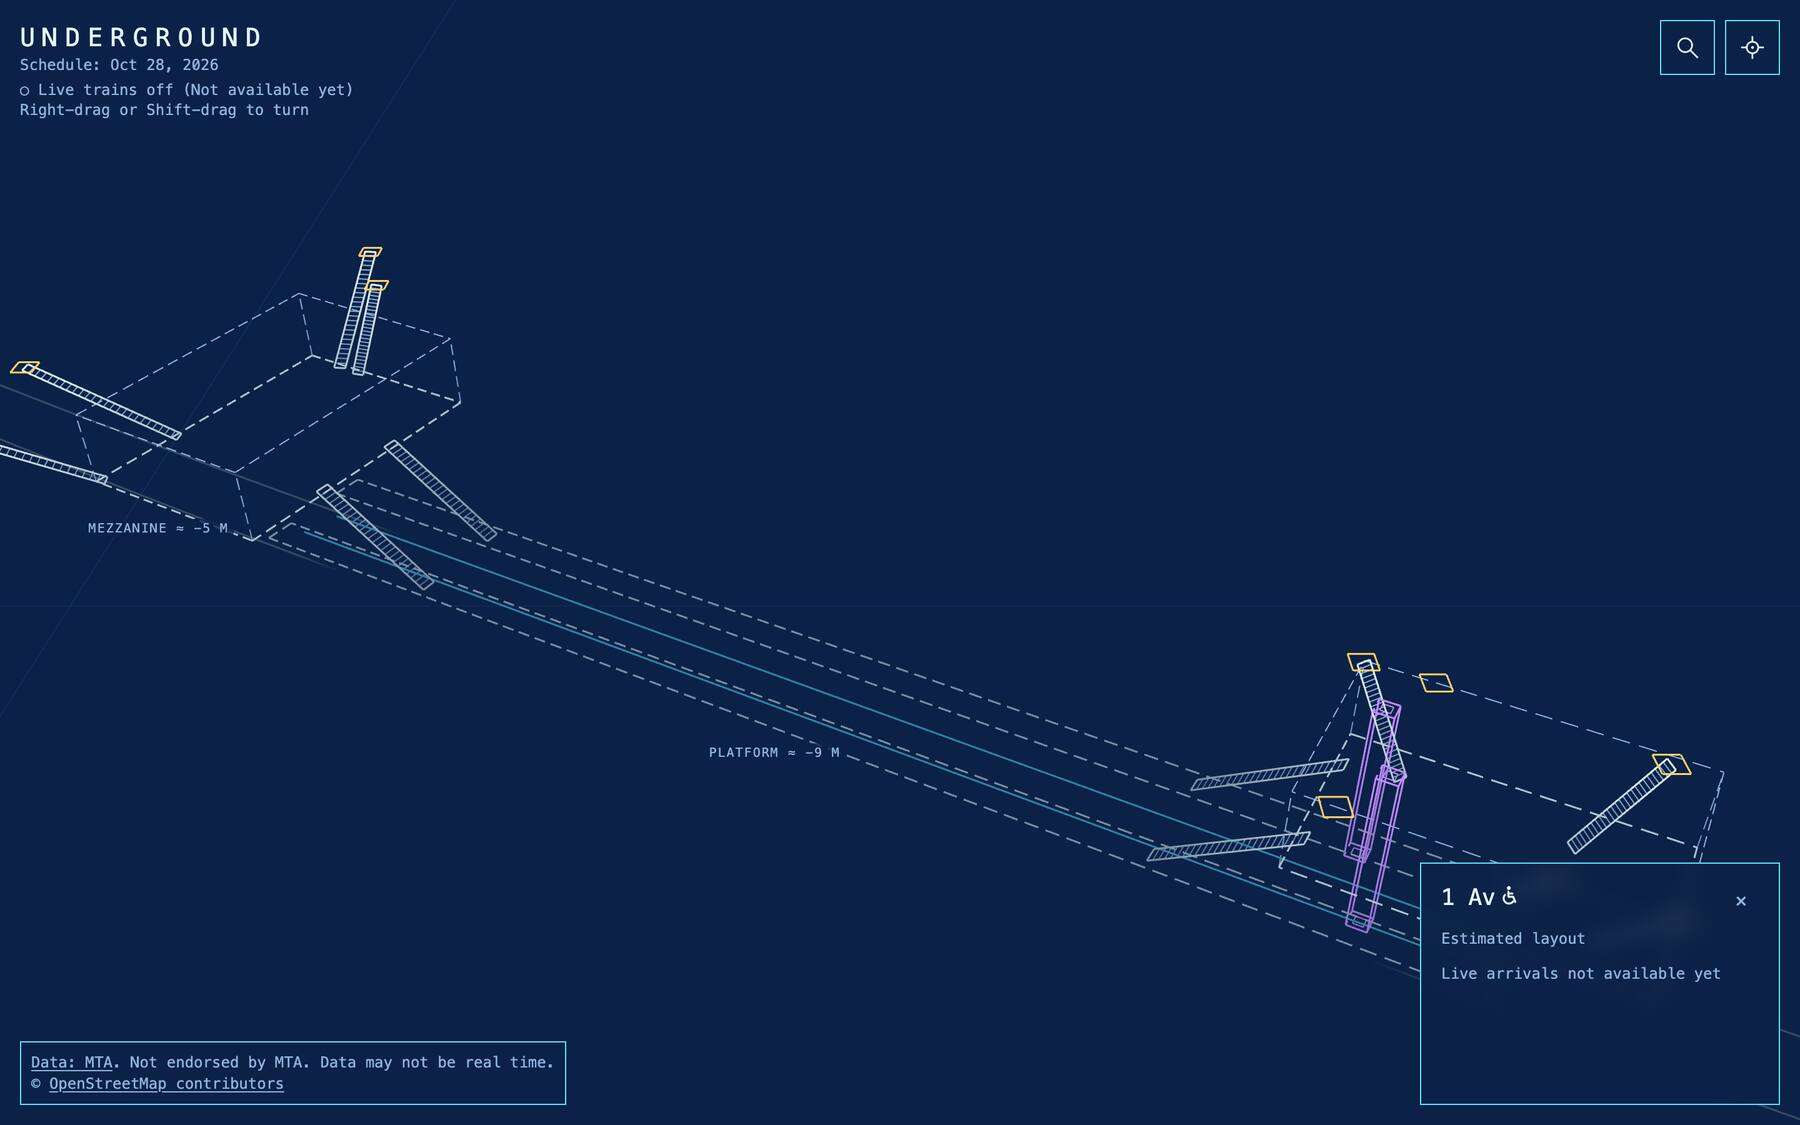 UNDERGROUND
Schedule: Oct 28, 2026
○ Live trains off (Not available yet)
Right-drag or Shift-drag to turn
MEZZANINE ≈ −5 M
PLATFORM ≈ −9 M
1 Av ♿
×
Estimated layout
Live arrivals not available yet
Data: MTA. Not endorsed by MTA. Data may not be real time.
© OpenStreetMap contributors